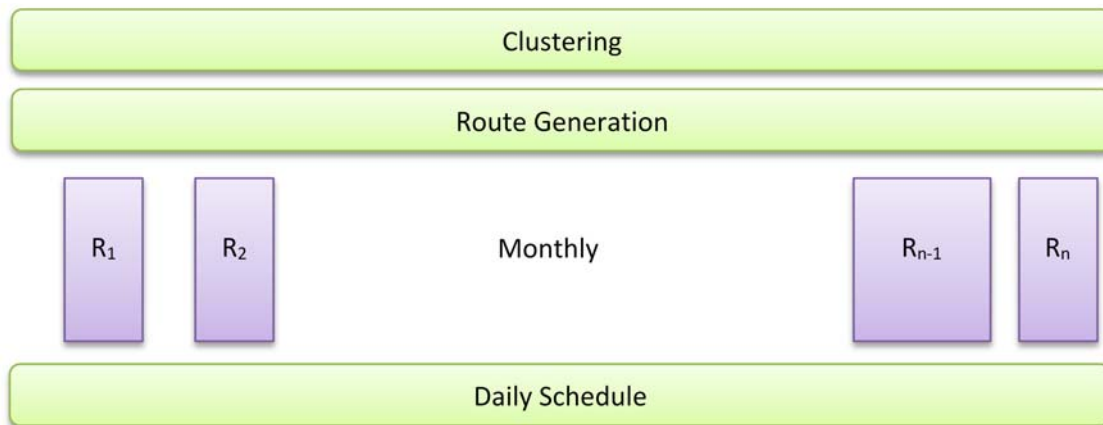 Clustering
Route Generation
R₁ R₂ Monthly Rₙ₋₁ Rₙ
Daily Schedule